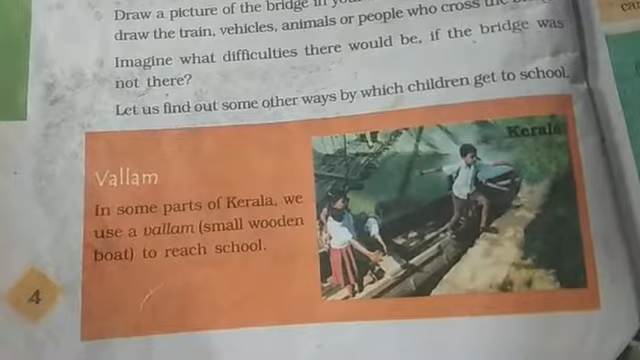 Draw a picture of the bridge in
draw the train, vehicles, animals or people who cross the
Imagine what difficulties there would be, if the bridge was
not there?
Let us find out some other ways by which children get to school.
Kerala
Vallam
In some parts of Kerala, we
use a vallam (small wooden
boat) to reach school.
4